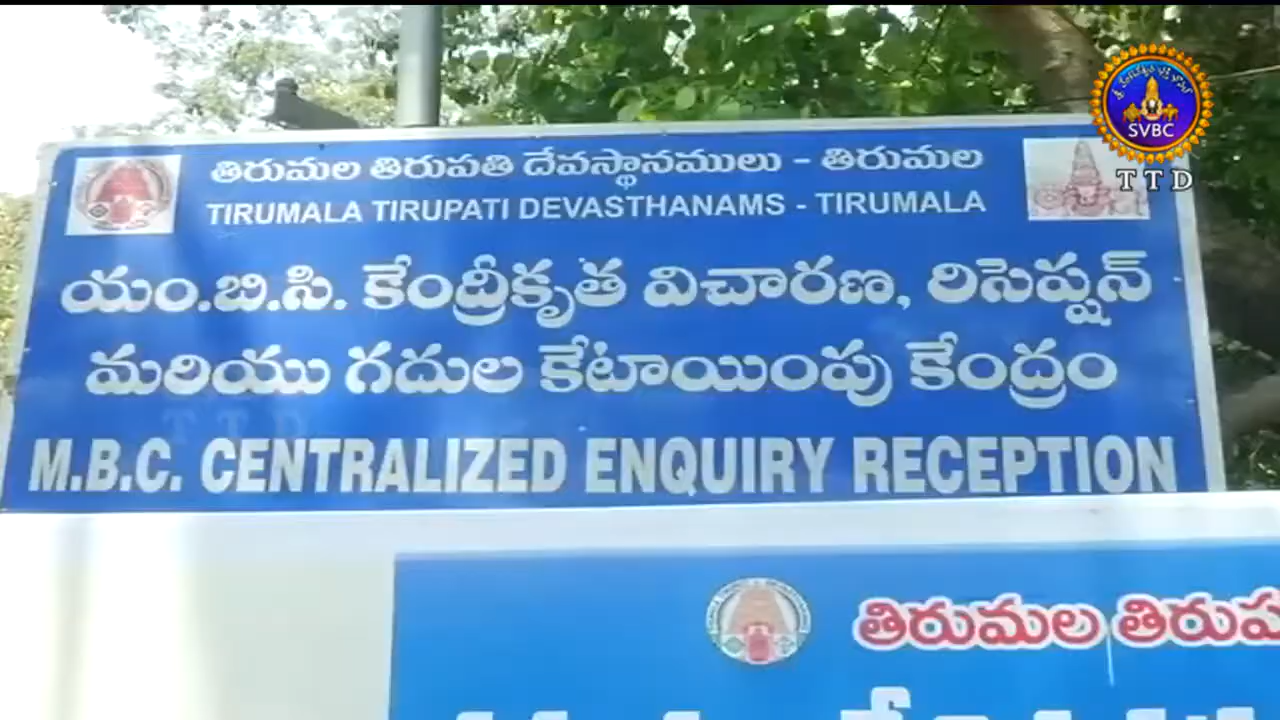 తిరుమల తిరుపతి దేవస్థానములు - తిరుమల
TIRUMALA TIRUPATI DEVASTHANAMS - TIRUMALA
యం.బి.సి. కేంద్రీకృత విచారణ, రిసెప్షన్
మరియు గదుల కేటాయింపు కేంద్రం
M.B.C. CENTRALIZED ENQUIRY RECEPTION
తిరుమల
SVBC
TTD